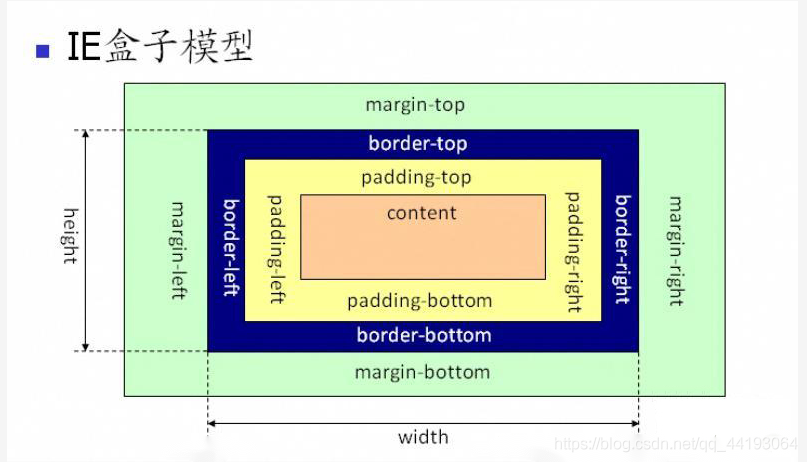 IE盒子模型
margin-top
border-top
padding-top
content
height
margin-left
border-left
padding-left
padding-right
border-right
margin-right
padding-bottom
border-bottom
margin-bottom
width
https://blog.csdn.net/qq_44193064